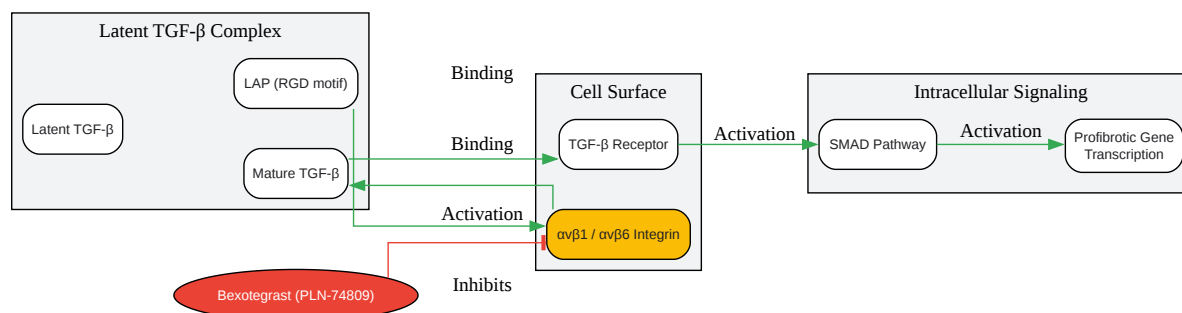 Latent TGF-β Complex
LAP (RGD motif)
Latent TGF-β
Mature TGF-β
Binding
Binding
Activation
Inhibits
Cell Surface
TGF-β Receptor
αvβ1 / αvβ6 Integrin
Activation
Intracellular Signaling
SMAD Pathway
Activation
Profibrotic Gene
Transcription
Bexotegrast (PLN-74809)